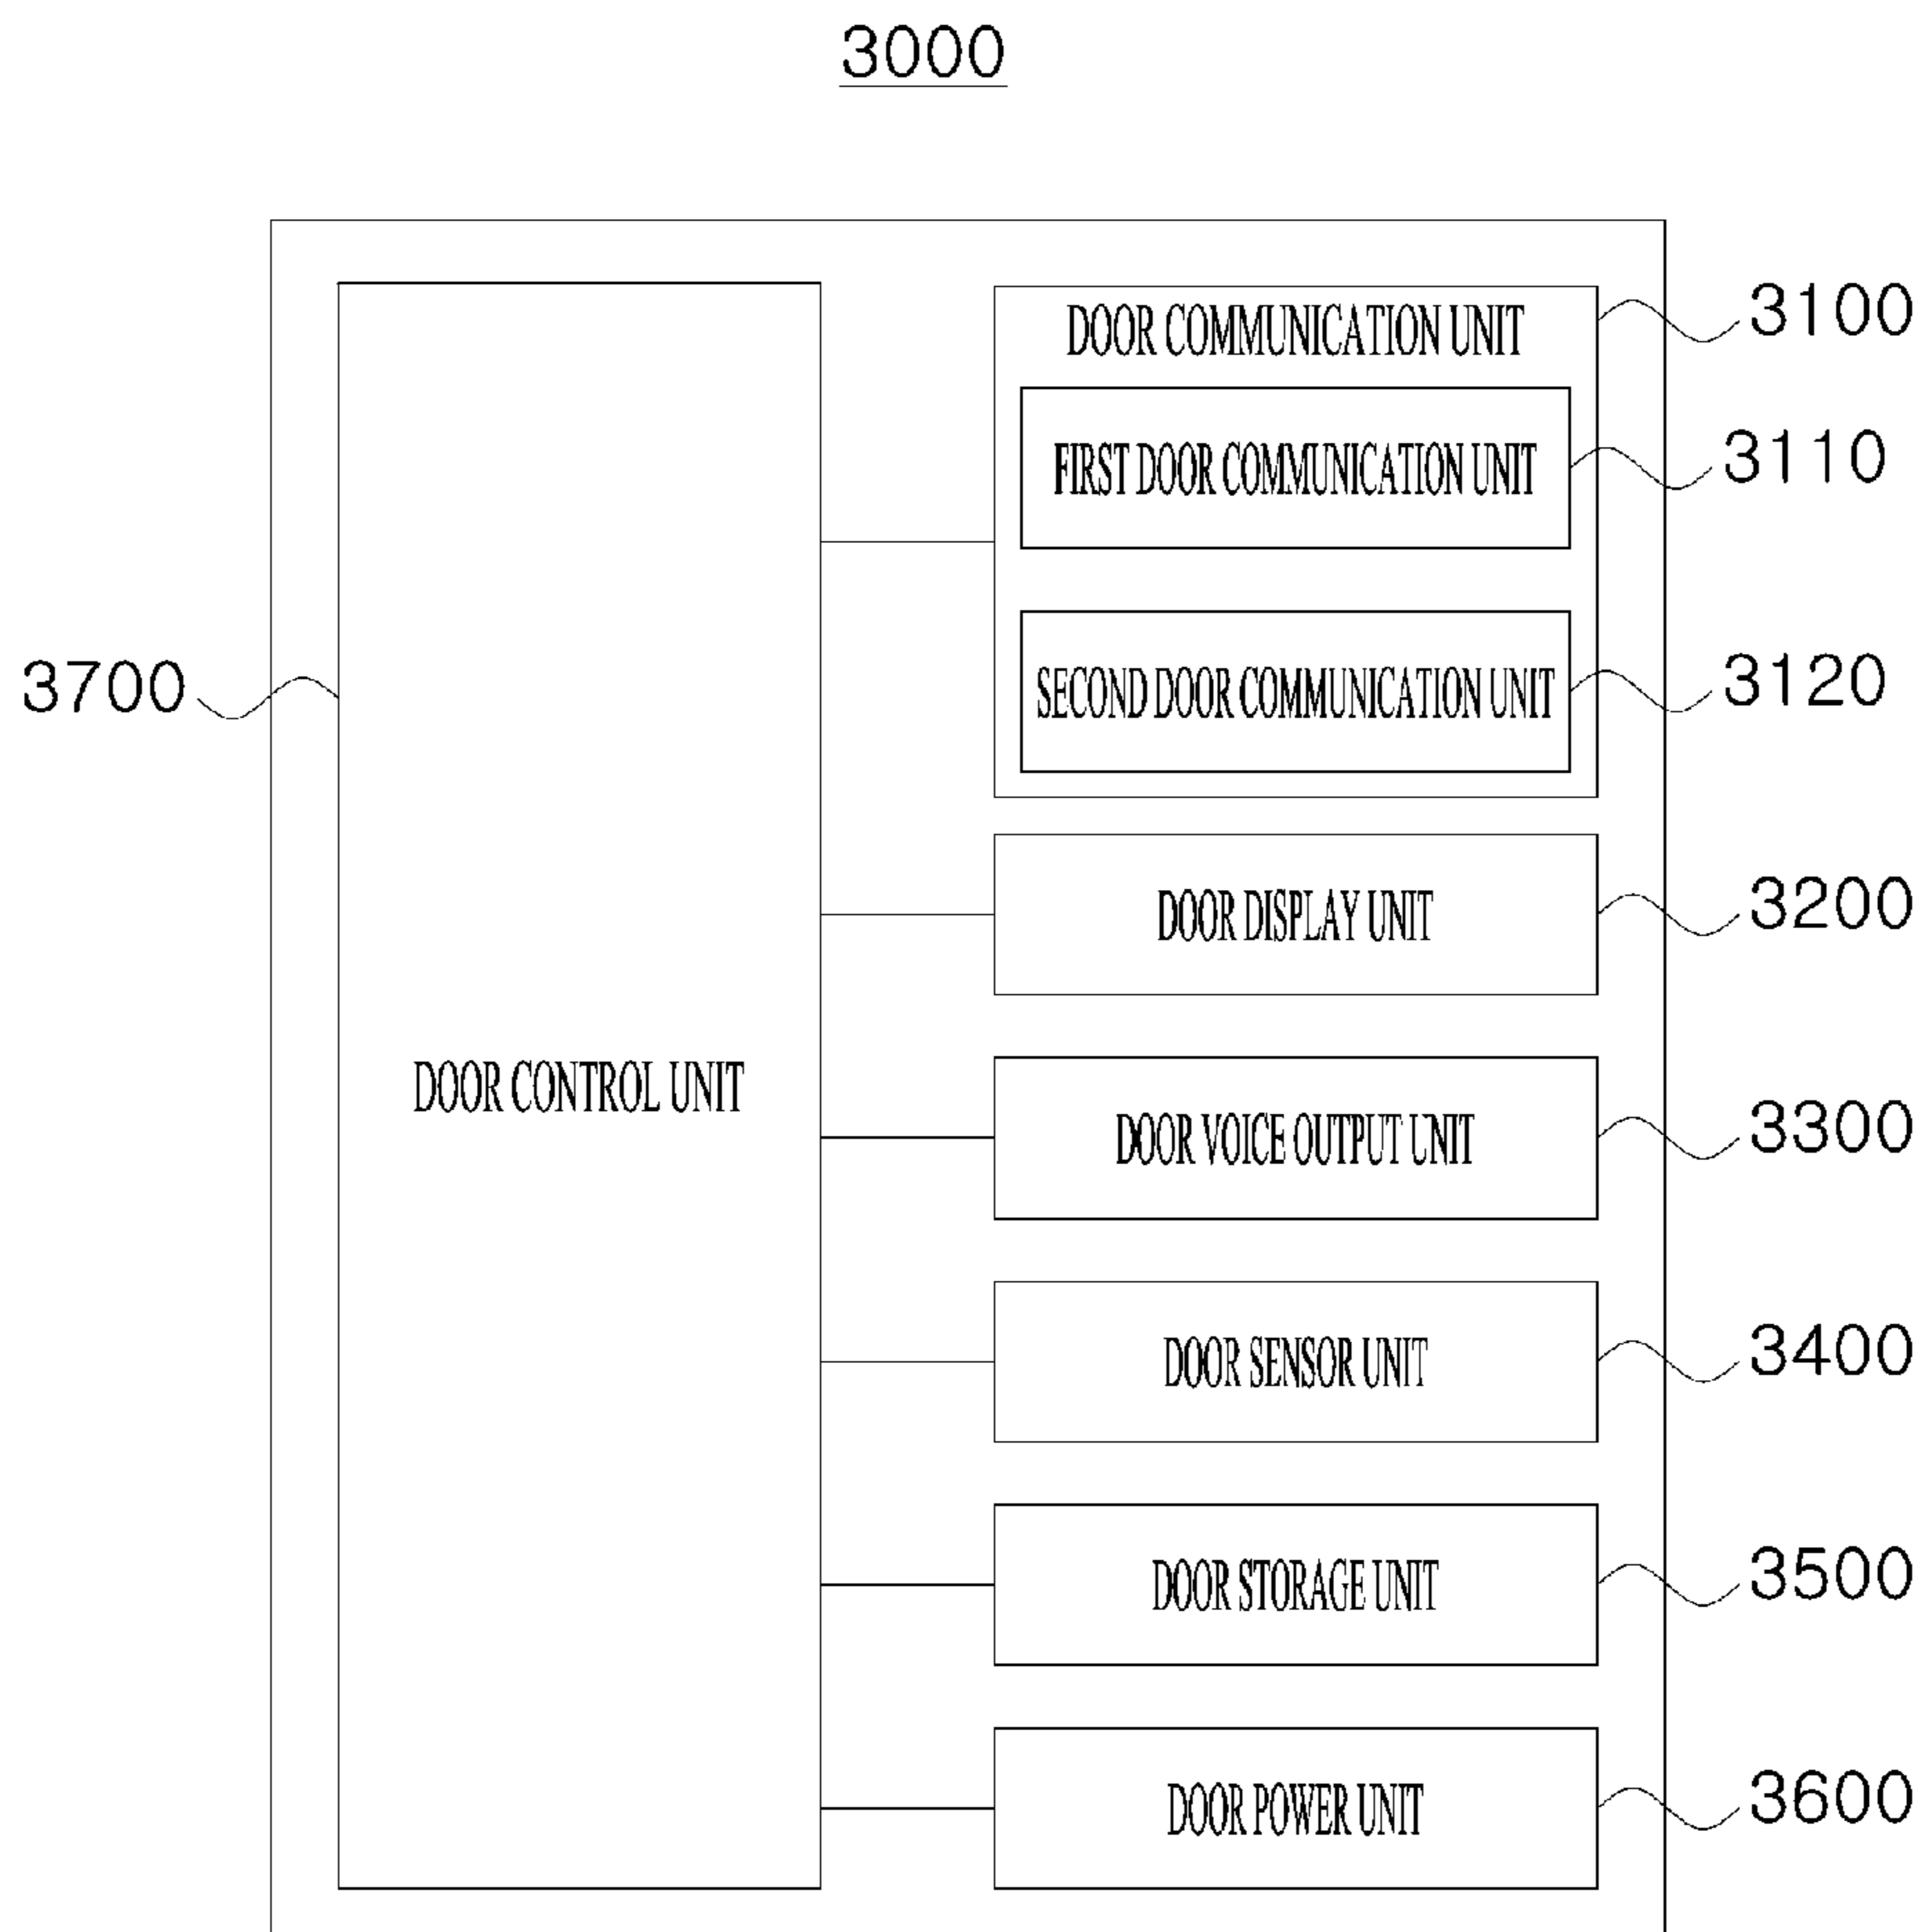 3000
DOOR COMMUNICATION UNIT
3100
FIRST DOOR COMMUNICATION UNIT
3110
SECOND DOOR COMMUNICATION UNIT
3120
3700
DOOR DISPLAY UNIT
3200
DOOR CONTROL UNIT
DOOR VOICE OUTPUT UNIT
3300
DOOR SENSOR UNIT
3400
DOOR STORAGE UNIT
3500
DOOR POWER UNIT
3600